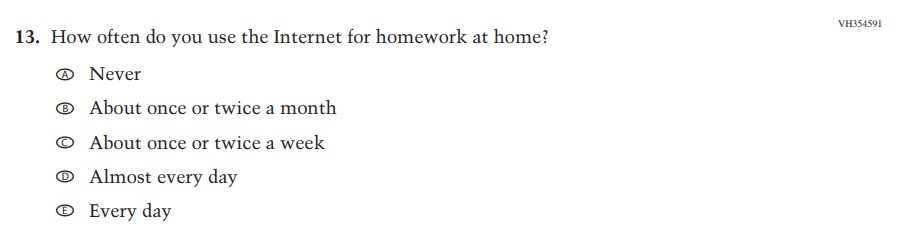 VH354591
13. How often do you use the Internet for homework at home?
A Never
B About once or twice a month
C About once or twice a week
D Almost every day
E Every day